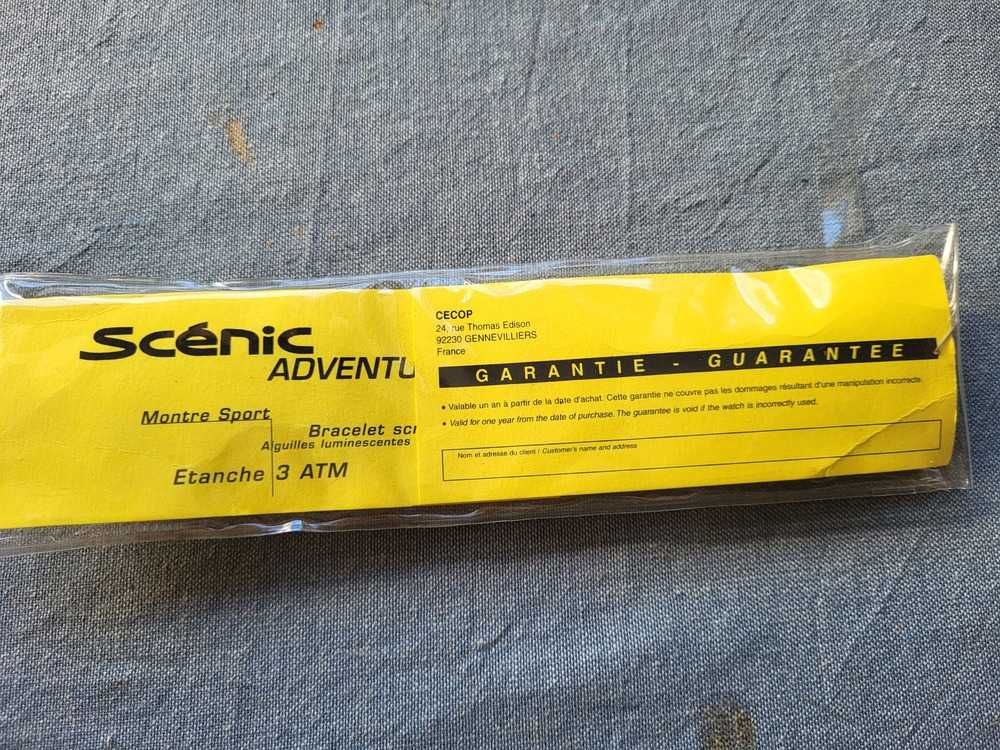 Scénic
ADVENTU
Montre Sport
Bracelet scr
Aiguilles luminescentes
Etanche 3 ATM
CECOP
24, rue Thomas Edison
92230 GENNEVILLIERS
France
GARANTIE - GUARANTEE
• Valable un an à partir de la date d'achat. Cette garantie ne couvre pas les dommages résultant d'une manipulation incorrecte.
• Valid for one year from the date of purchase. The guarantee is void if the watch is incorrectly used.
Nom et adresse du client / Customer's name and address